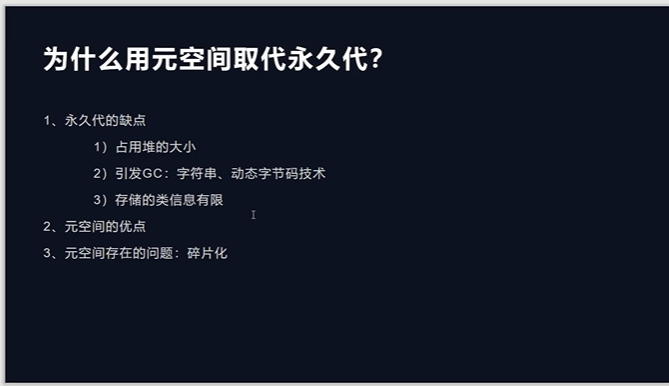 为什么用元空间取代永久代？
1、永久代的缺点
1）占用堆的大小
2）引发GC：字符串、动态字节码技术
3）存储的类信息有限
2、元空间的优点
3、元空间存在的问题：碎片化